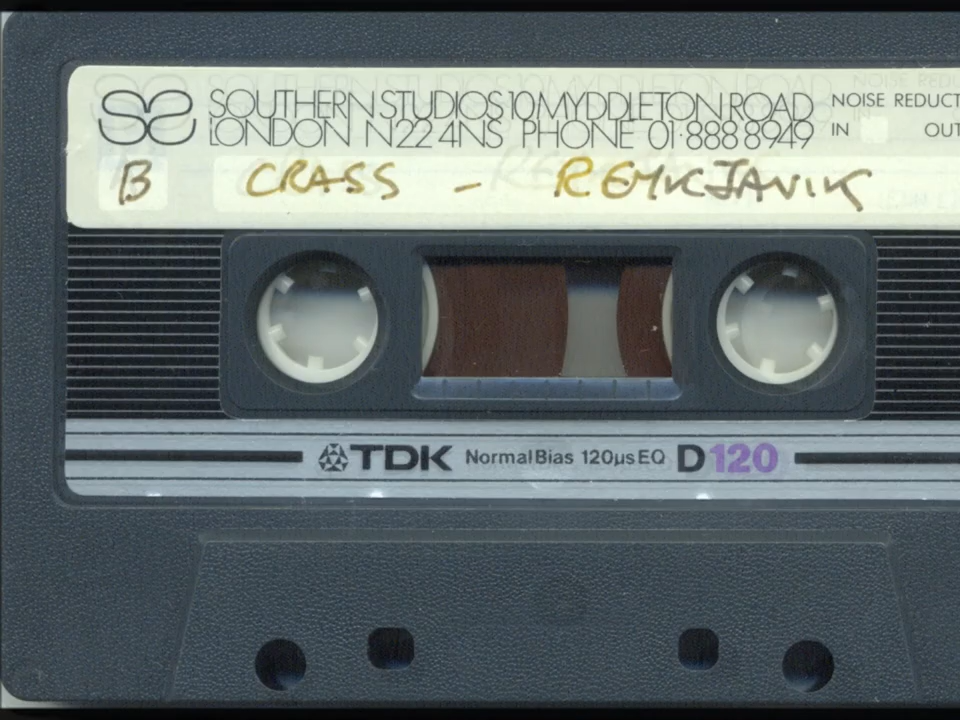 SOUTHERN STUDIOS 10 MYDDLETON ROAD
LONDON N22 4NS PHONE 01·888 8949
NOISE REDUCT
IN OUT
B CRASS - REYKJAVIK
TDK Normal Bias 120µs EQ D120